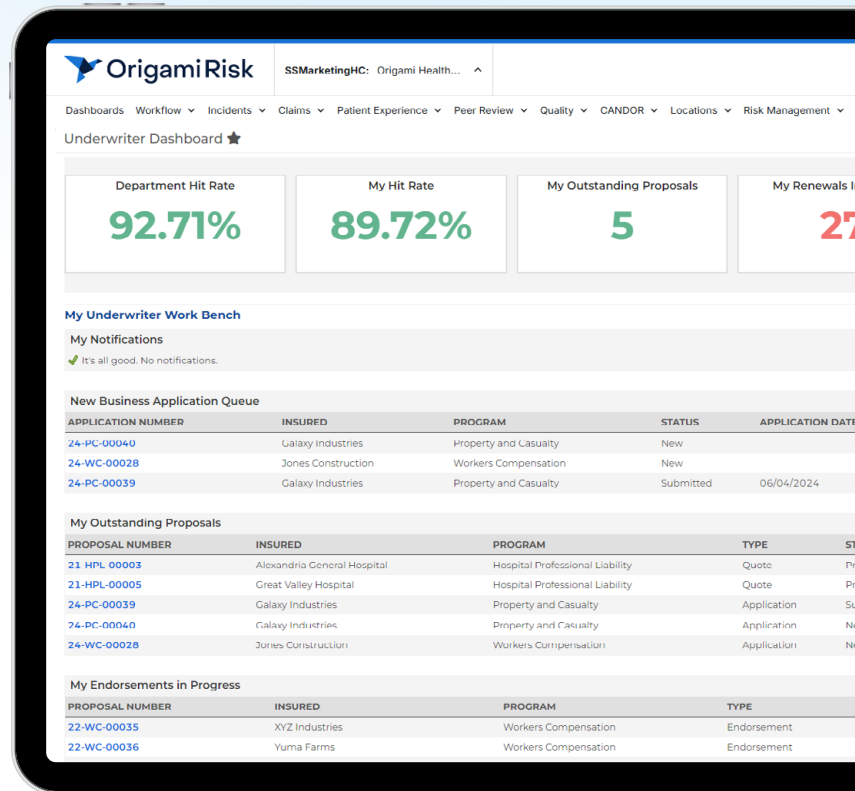 Origami Risk SSMarketingHC: Origami Health...
Dashboards Workflow Incidents Claims Patient Experience Peer Review Quality CANDOR Locations Risk Management
Underwriter Dashboard
Department Hit Rate My Hit Rate My Outstanding Proposals My Renewals
92.71% 89.72% 5 27
My Underwriter Work Bench
My Notifications
It's all good. No notifications.
New Business Application Queue
APPLICATION NUMBER INSURED PROGRAM STATUS APPLICATION DATE
24-PC-00040 Galaxy Industries Property and Casualty New
24-WC-00028 Jones Construction Workers Compensation New
24-PC-00039 Galaxy Industries Property and Casualty Submitted 06/04/2024
My Outstanding Proposals
PROPOSAL NUMBER INSURED PROGRAM TYPE
21-HPL-00003 Alexandria General Hospital Hospital Professional Liability Quote
21-HPL-00005 Great Valley Hospital Hospital Professional Liability Quote
24-PC-00039 Galaxy Industries Property and Casualty Application
24-PC-00040 Galaxy Industries Property and Casualty Application
24-WC-00028 Jones Construction Workers Compensation Application
My Endorsements in Progress
PROPOSAL NUMBER INSURED PROGRAM TYPE
22-WC-00035 XYZ Industries Workers Compensation Endorsement
22-WC-00036 Yuma Farms Workers Compensation Endorsement